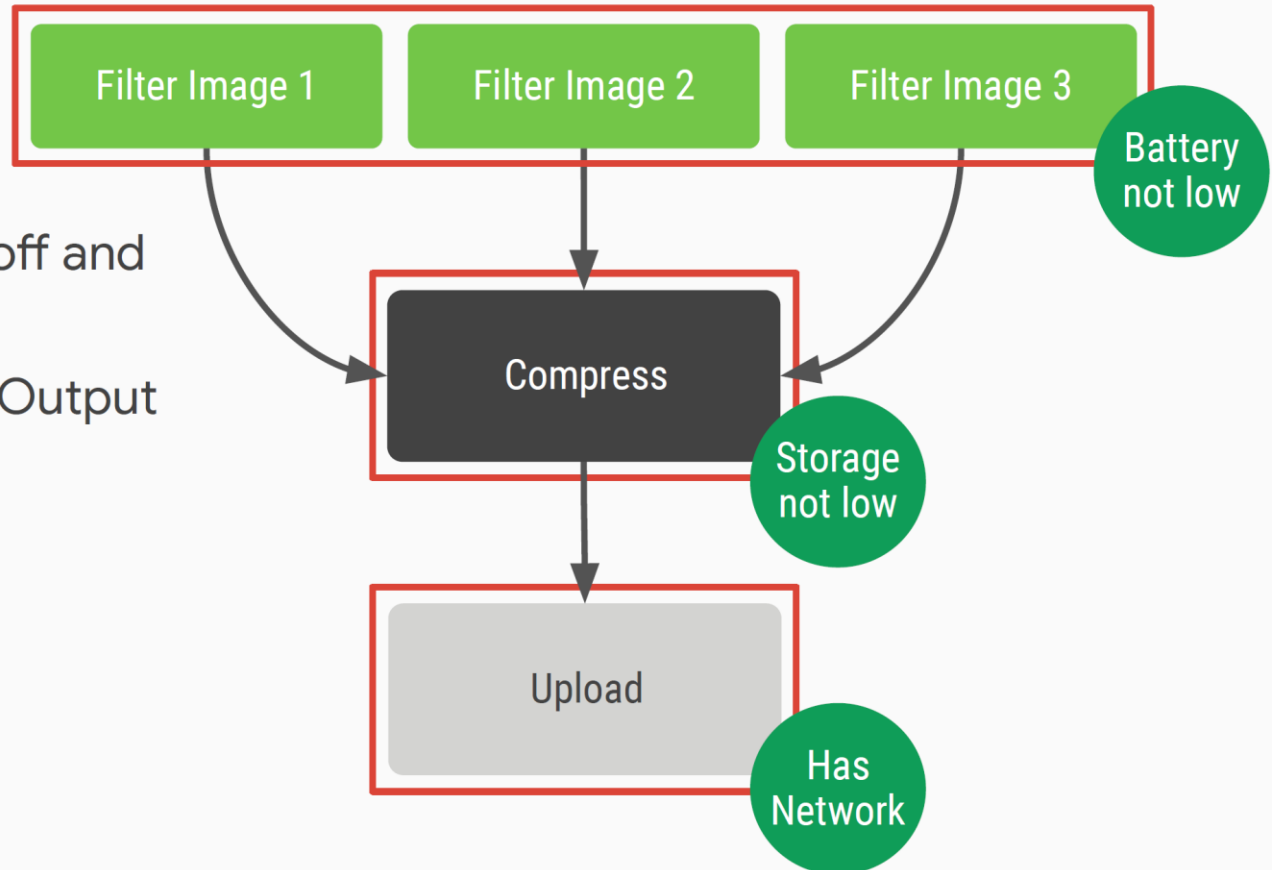 Filter Image 1
Filter Image 2
Filter Image 3
Battery
not low
off and
Output
Compress
Storage
not low
Upload
Has
Network